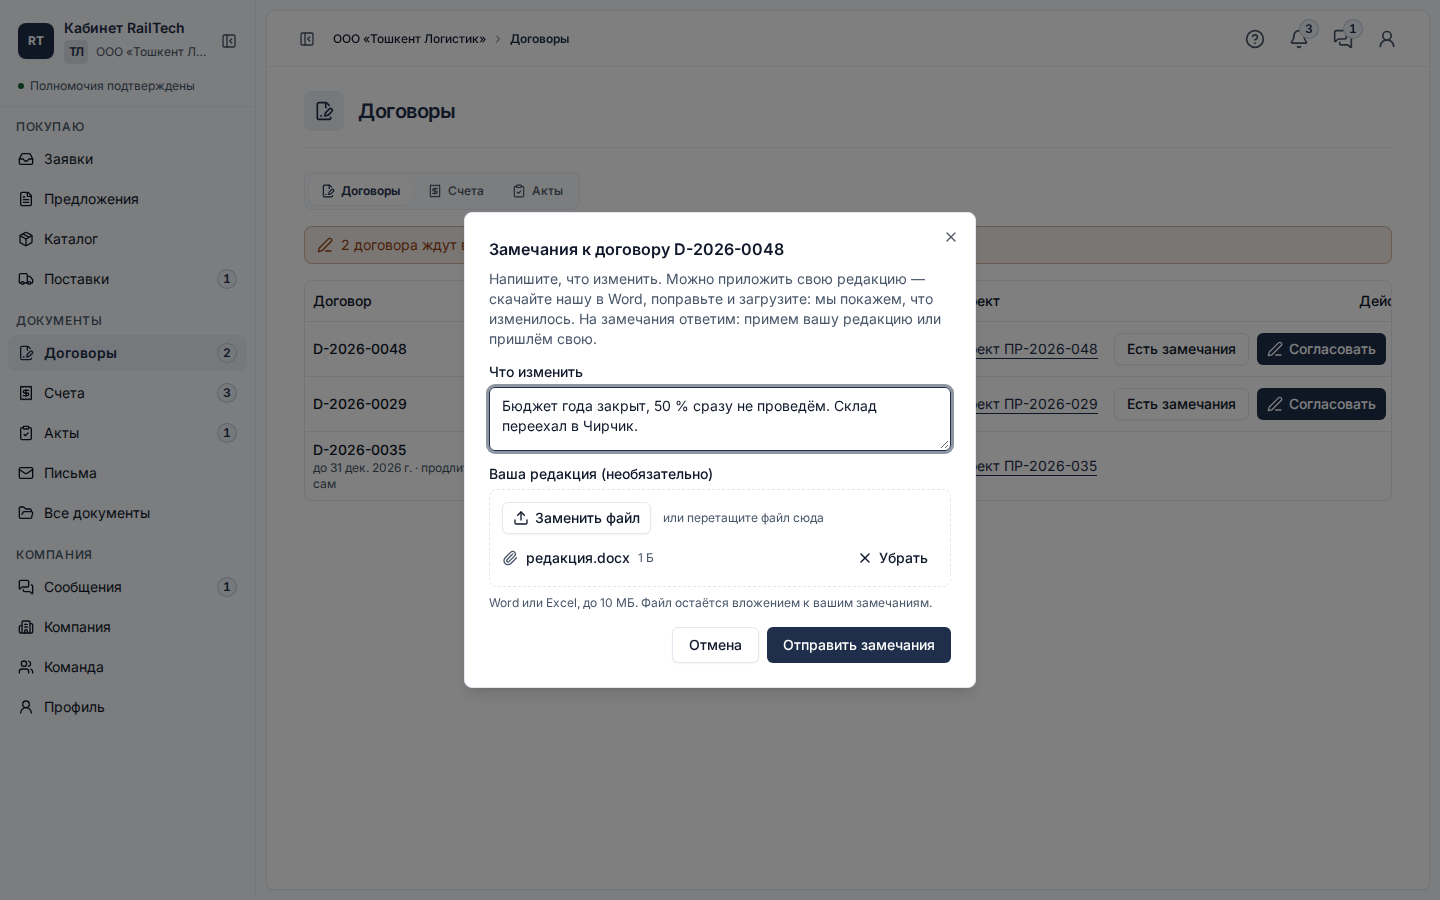 RT
Кабинет RailTech
ТЛ ООО «Тошкент Л...
Полномочия подтверждены
ПОКУПАЮ
Заявки
Предложения
Каталог
Поставки 1
ДОКУМЕНТЫ
Договоры 2
Счета 3
Акты 1
Письма
Все документы
КОМПАНИЯ
Сообщения 1
Компания
Команда
Профиль
ООО «Тошкент Логистик» > Договоры
3
1
Договоры
Договоры Счета Акты
2 договора ждут
Договор
D-2026-0048
ПР-2026-048 Есть замечания Согласовать
D-2026-0029
ПР-2026-029 Есть замечания Согласовать
D-2026-0035
до 31 дек. 2026 г. ·
сам
ПР-2026-035
Замечания к договору D-2026-0048
Напишите, что изменить. Можно приложить свою редакцию —
скачайте нашу в Word, поправьте и загрузите: мы покажем, что
изменилось. На замечания ответим: примем вашу редакцию или
пришлём свою.
Что изменить
Бюджет года закрыт, 50 % сразу не проведём. Склад
переехал в Чирчик.
Ваша редакция (необязательно)
Заменить файл или перетащите файл сюда
редакция.docx 1 Б Убрать
Word или Excel, до 10 МБ. Файл остаётся вложением к вашим замечаниям.
Отмена Отправить замечания